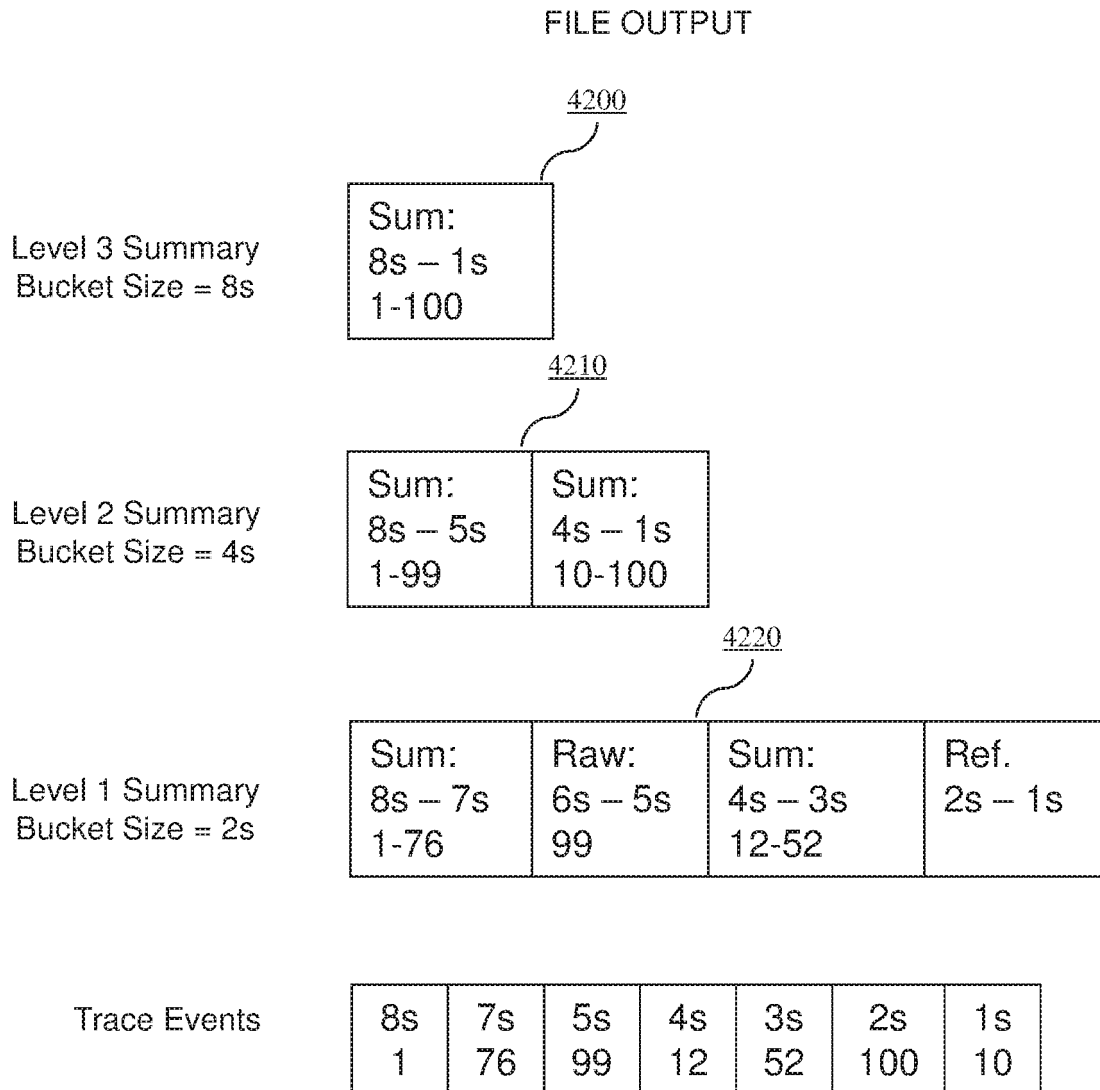 FILE OUTPUT
4200
Level 3 Summary
Bucket Size = 8s
Sum:
8s – 1s
1-100
4210
Level 2 Summary
Bucket Size = 4s
Sum:
8s – 5s
1-99
Sum:
4s – 1s
10-100
4220
Level 1 Summary
Bucket Size = 2s
Sum:
8s – 7s
1-76
Raw:
6s – 5s
99
Sum:
4s – 3s
12-52
Ref.
2s – 1s
Trace Events
8s 7s 5s 4s 3s 2s 1s
1 76 99 12 52 100 10